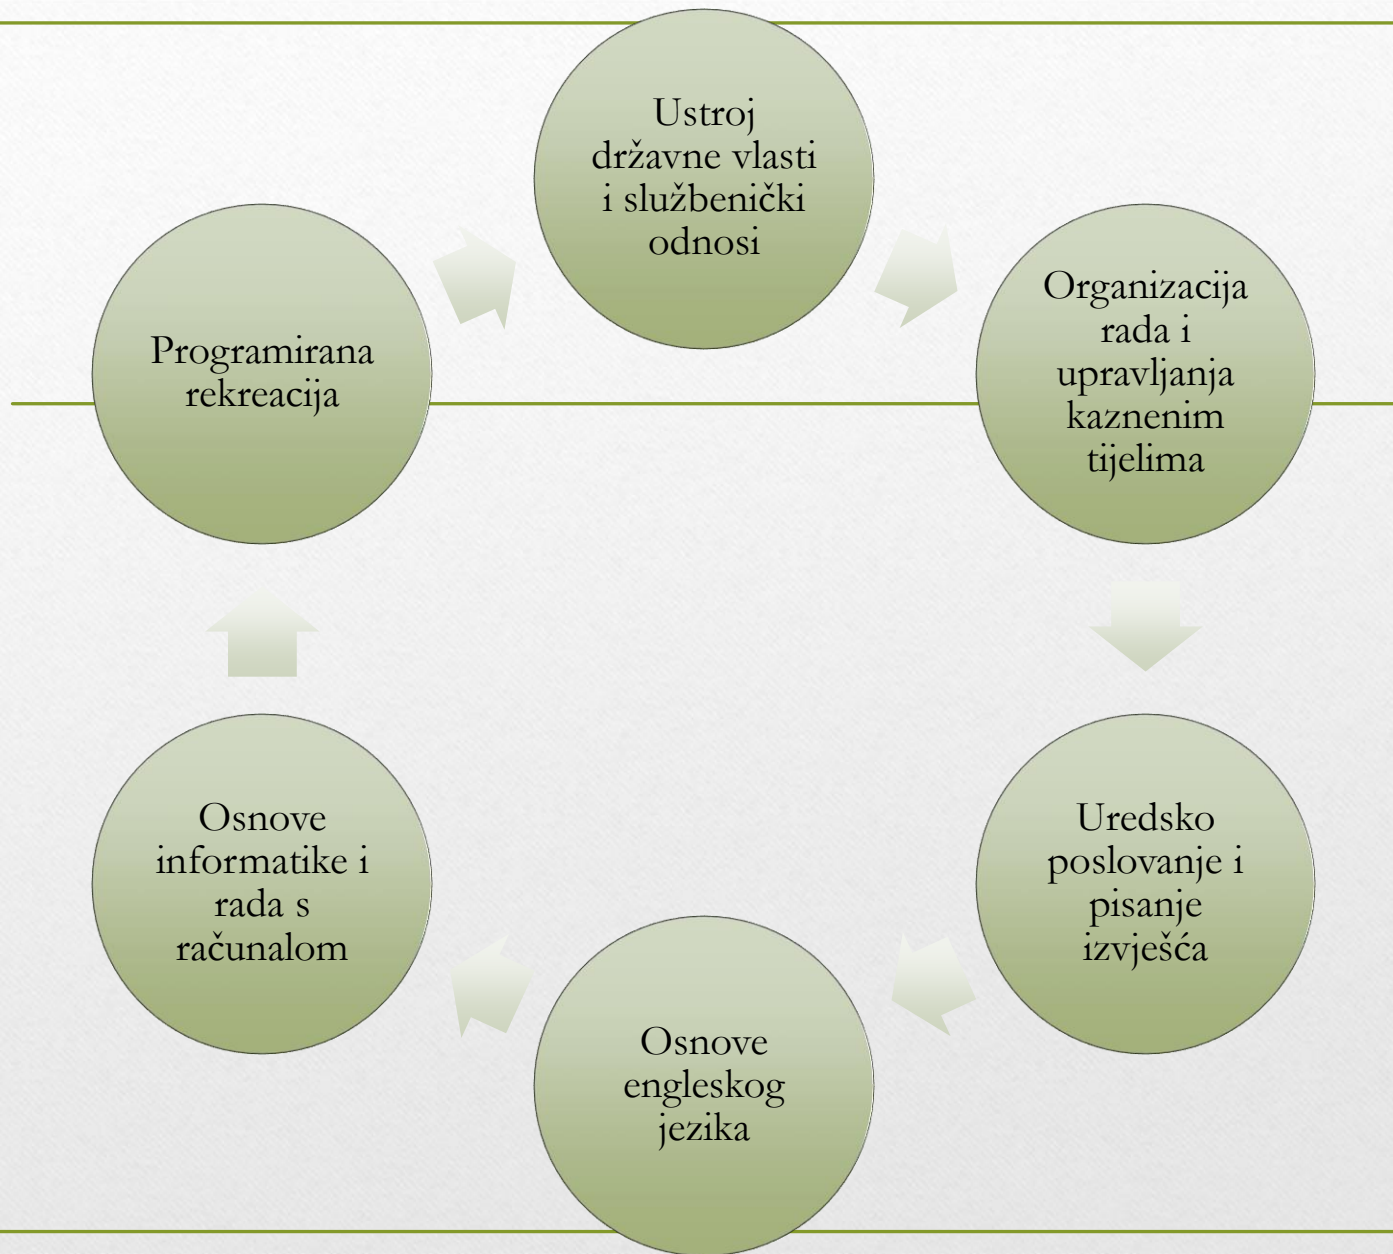 Ustroj
državne vlasti
i službenički
odnosi
Organizacija
rada i
upravljanja
kaznenim
tijelima
Uredsko
poslovanje i
pisanje
izvješća
Osnove
engleskog
jezika
Osnove
informatike i
rada s
računalom
Programirana
rekreacija